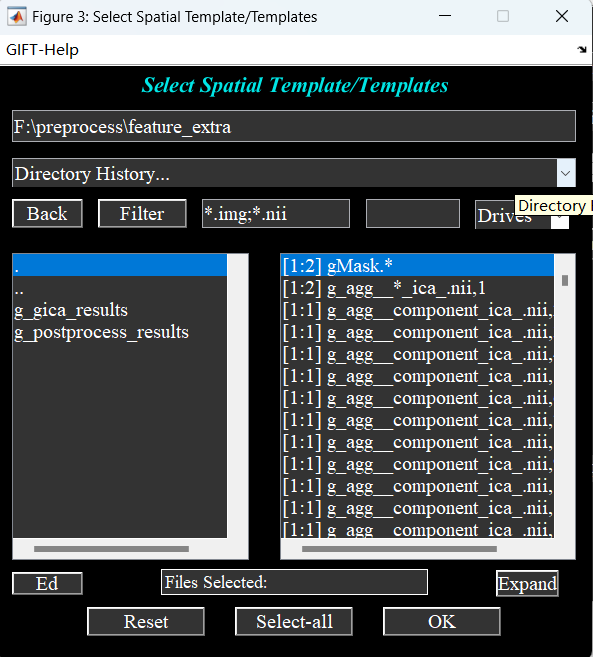 Figure 3: Select Spatial Template/Templates
GIFT-Help
Select Spatial Template/Templates
F:\preprocess\feature_extra
Directory History...
Back
Filter
*.img;*.nii
Drives
Directory
.
..
g_gica_results
g_postprocess_results
[1:2] gMask.*
[1:2] g_agg__*_ica_.nii,1
[1:1] g_agg__component_ica_.nii,
[1:1] g_agg__component_ica_.nii,
[1:1] g_agg__component_ica_.nii,
[1:1] g_agg__component_ica_.nii,
[1:1] g_agg__component_ica_.nii,
[1:1] g_agg__component_ica_.nii,
[1:1] g_agg__component_ica_.nii,
[1:1] g_agg__component_ica_.nii,
[1:1] g_agg__component_ica_.nii,
[1:1] g_agg__component_ica_.nii,
[1:1] g_agg__component_ica_.nii,
Ed
Files Selected:
Expand
Reset
Select-all
OK